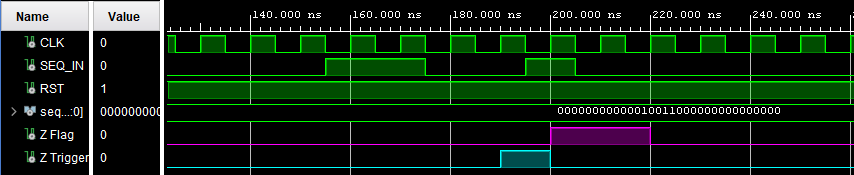 Name Value 140.000 ns 160.000 ns 180.000 ns 200.000 ns 220.000 ns 240.000 ns
CLK 0
SEQ_IN 0
RST 1
seq...:0] 000000000 00000000000010011000000000000000
Z Flag 0
Z Trigger 0